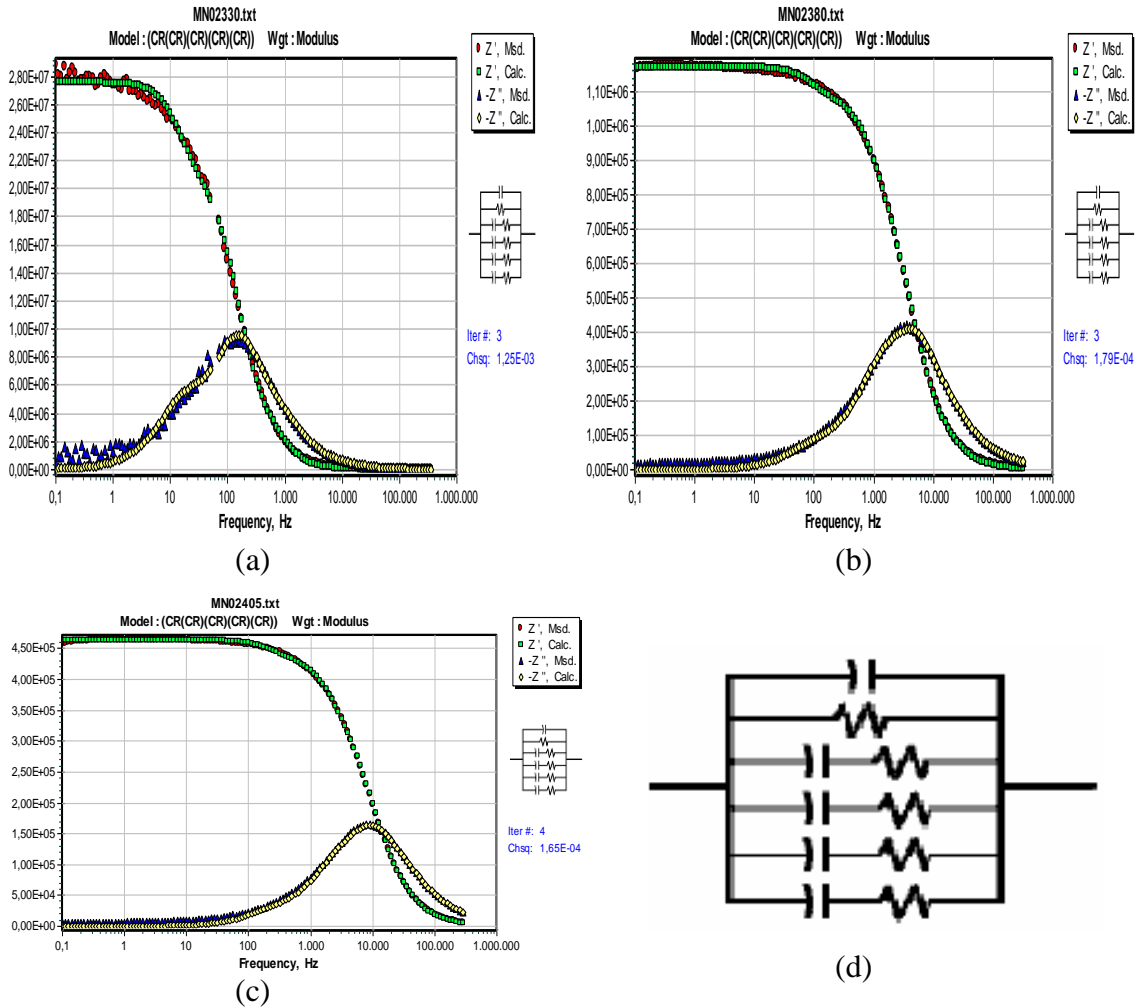 MN02330.txt
Model : (CR(CR)(CR)(CR)(CR)) Wgt : Modulus
2,80E+07
2,60E+07
2,40E+07
2,20E+07
2,00E+07
1,80E+07
1,60E+07
1,40E+07
1,20E+07
1,00E+07
8,00E+06
6,00E+06
4,00E+06
2,00E+06
0,00E+00
0,1 1 10 100 1.000 10.000 100.000 1.000.000
Frequency, Hz
Z ', Msd.
Z ', Calc.
-Z '', Msd.
-Z '', Calc.
Iter #: 3
Chsq: 1,25E-03
(a)
MN02380.txt
Model : (CR(CR)(CR)(CR)(CR)) Wgt : Modulus
1,10E+06
1,00E+06
9,00E+05
8,00E+05
7,00E+05
6,00E+05
5,00E+05
4,00E+05
3,00E+05
2,00E+05
1,00E+05
0,00E+00
0,1 1 10 100 1.000 10.000 100.000 1.000.000
Frequency, Hz
Z ', Msd.
Z ', Calc.
-Z '', Msd.
-Z '', Calc.
Iter #: 3
Chsq: 1,79E-04
(b)
MN02405.txt
Model : (CR(CR)(CR)(CR)(CR)) Wgt : Modulus
4,50E+05
4,00E+05
3,50E+05
3,00E+05
2,50E+05
2,00E+05
1,50E+05
1,00E+05
5,00E+04
0,00E+00
0,1 1 10 100 1.000 10.000 100.000 1.000.000
Frequency, Hz
Z ', Msd.
Z ', Calc.
-Z '', Msd.
-Z '', Calc.
Iter #: 4
Chsq: 1,65E-04
(c)
(d)